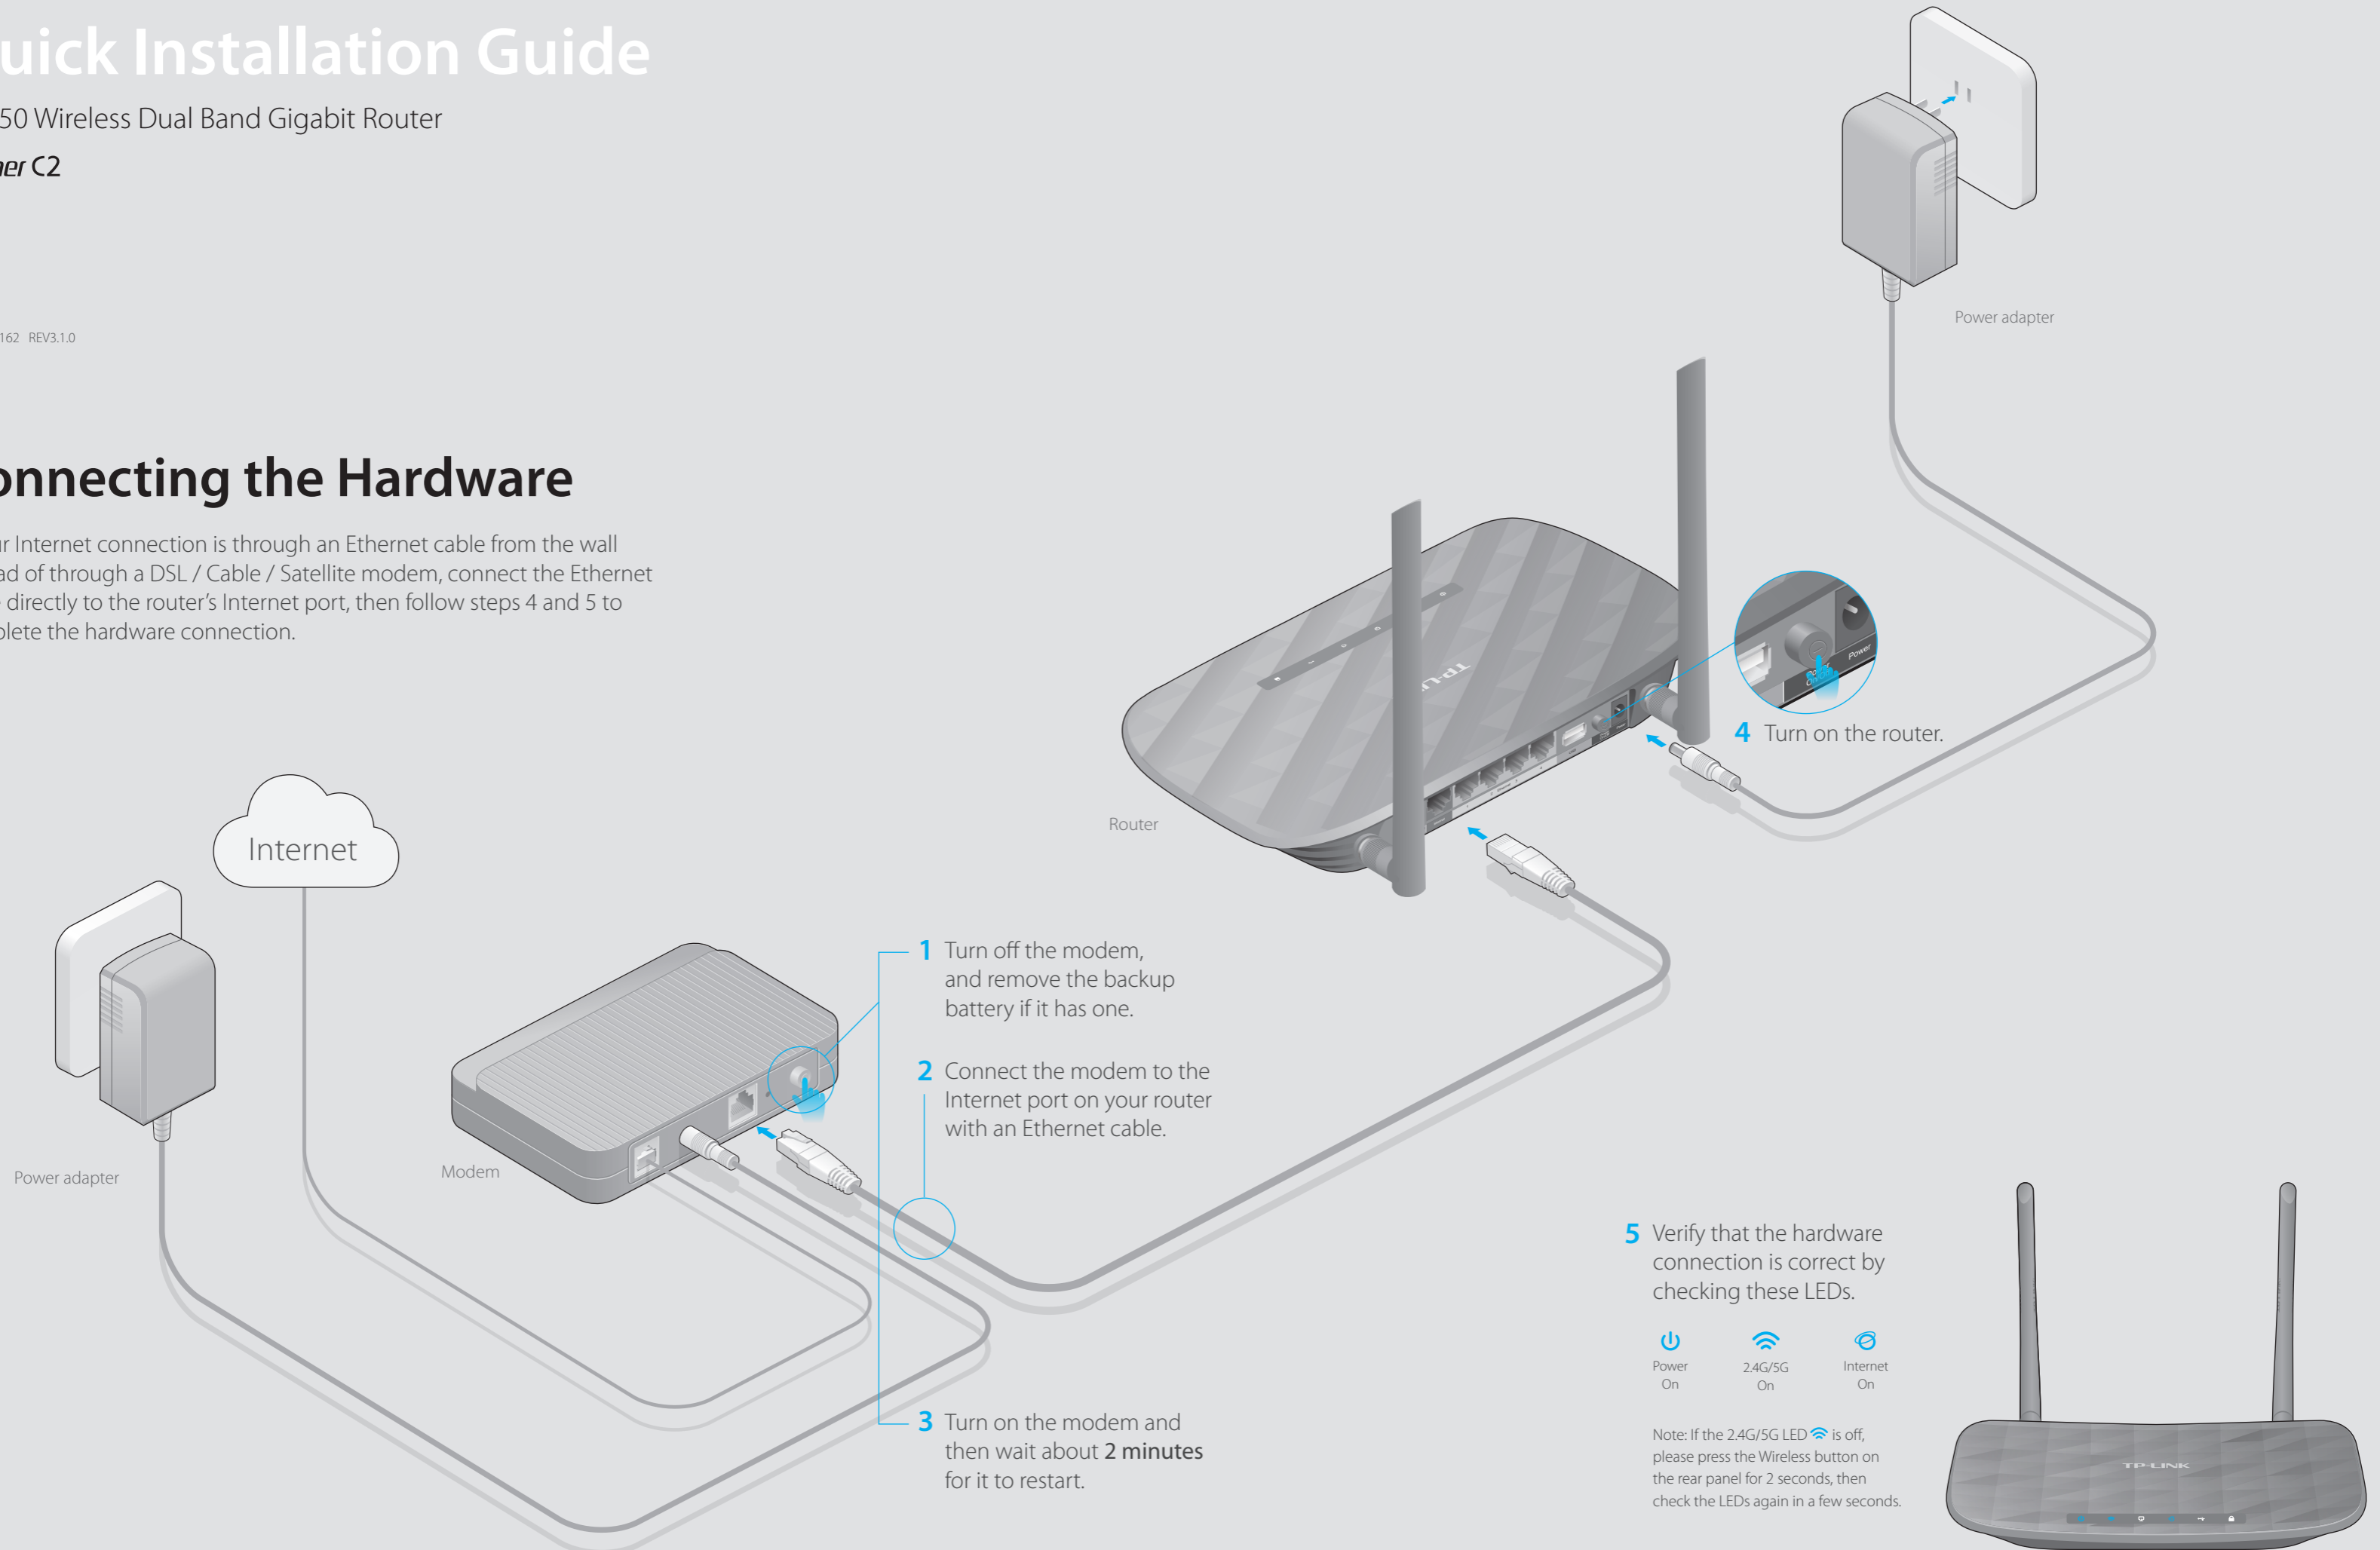 uick Installation Guide
50 Wireless Dual Band Gigabit Router
er C2
162 REV3.1.0
onnecting the Hardware
r Internet connection is through an Ethernet cable from the wall
ad of through a DSL / Cable / Satellite modem, connect the Ethernet
e directly to the router's Internet port, then follow steps 4 and 5 to
plete the hardware connection.
Power adapter
Power
4 Turn on the router.
TP-LINK
Router
Internet
Power adapter
Modem
1 Turn off the modem,
and remove the backup
battery if it has one.
2 Connect the modem to the
Internet port on your router
with an Ethernet cable.
3 Turn on the modem and
then wait about 2 minutes
for it to restart.
5 Verify that the hardware
connection is correct by
checking these LEDs.
Power
On
2.4G/5G
On
Internet
On
Note: If the 2.4G/5G LED is off,
please press the Wireless button on
the rear panel for 2 seconds, then
check the LEDs again in a few seconds.
TP-LINK